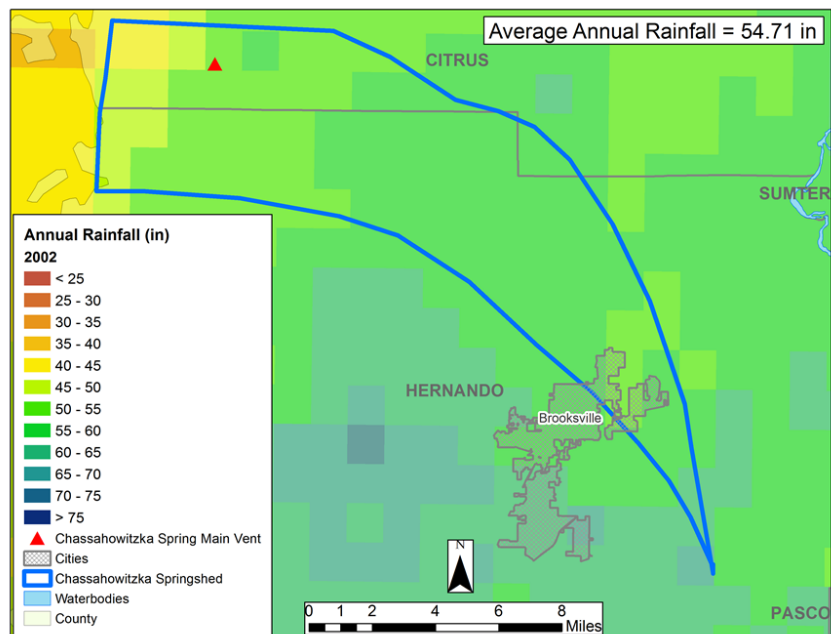 Average Annual Rainfall = 54.71 in
CITRUS
SUMTER
HERNANDO
Brooksville
PASCO
Annual Rainfall (in)
2002
< 25
25 - 30
30 - 35
35 - 40
40 - 45
45 - 50
50 - 55
55 - 60
60 - 65
65 - 70
70 - 75
> 75
Chassahowitzka Spring Main Vent
Cities
Chassahowitzka Springshed
Waterbodies
County
N
0 1 2 4 6 8
Miles